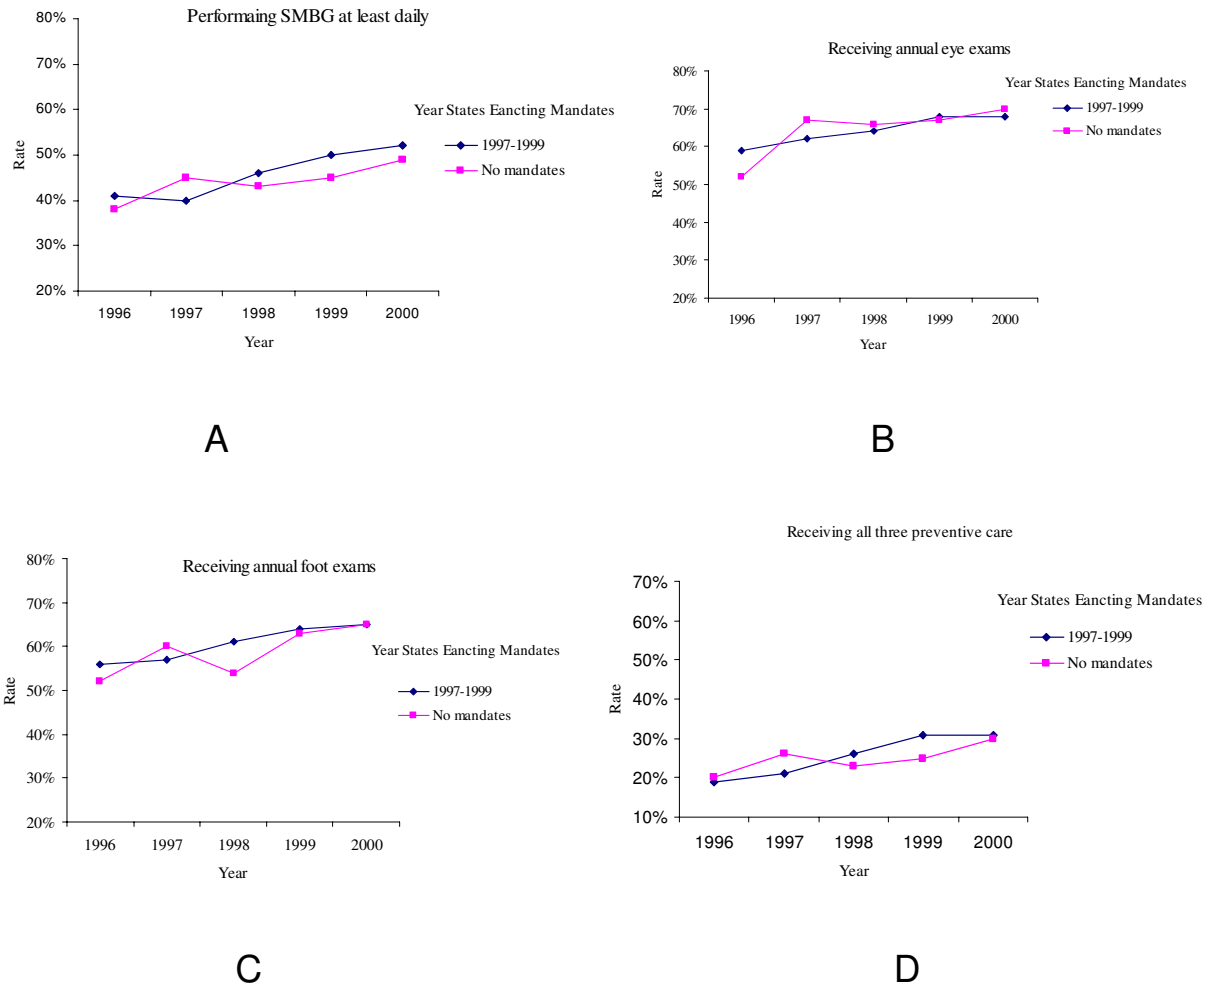 Performaing SMBG at least daily
80%
70%
60%
50%
40%
30%
20%
Rate
1996 1997 1998 1999 2000
Year
Year States Eancting Mandates
1997-1999
No mandates
A
Receiving annual eye exams
80%
70%
60%
50%
40%
30%
20%
Rate
1996 1997 1998 1999 2000
Year
Year States Eancting Mandates
1997-1999
No mandates
B
Receiving annual foot exams
80%
70%
60%
50%
40%
30%
20%
Rate
1996 1997 1998 1999 2000
Year
Year States Eancting Mandates
1997-1999
No mandates
C
Receiving all three preventive care
70%
60%
50%
40%
30%
20%
10%
Rate
1996 1997 1998 1999 2000
Year
Year States Eancting Mandates
1997-1999
No mandates
D